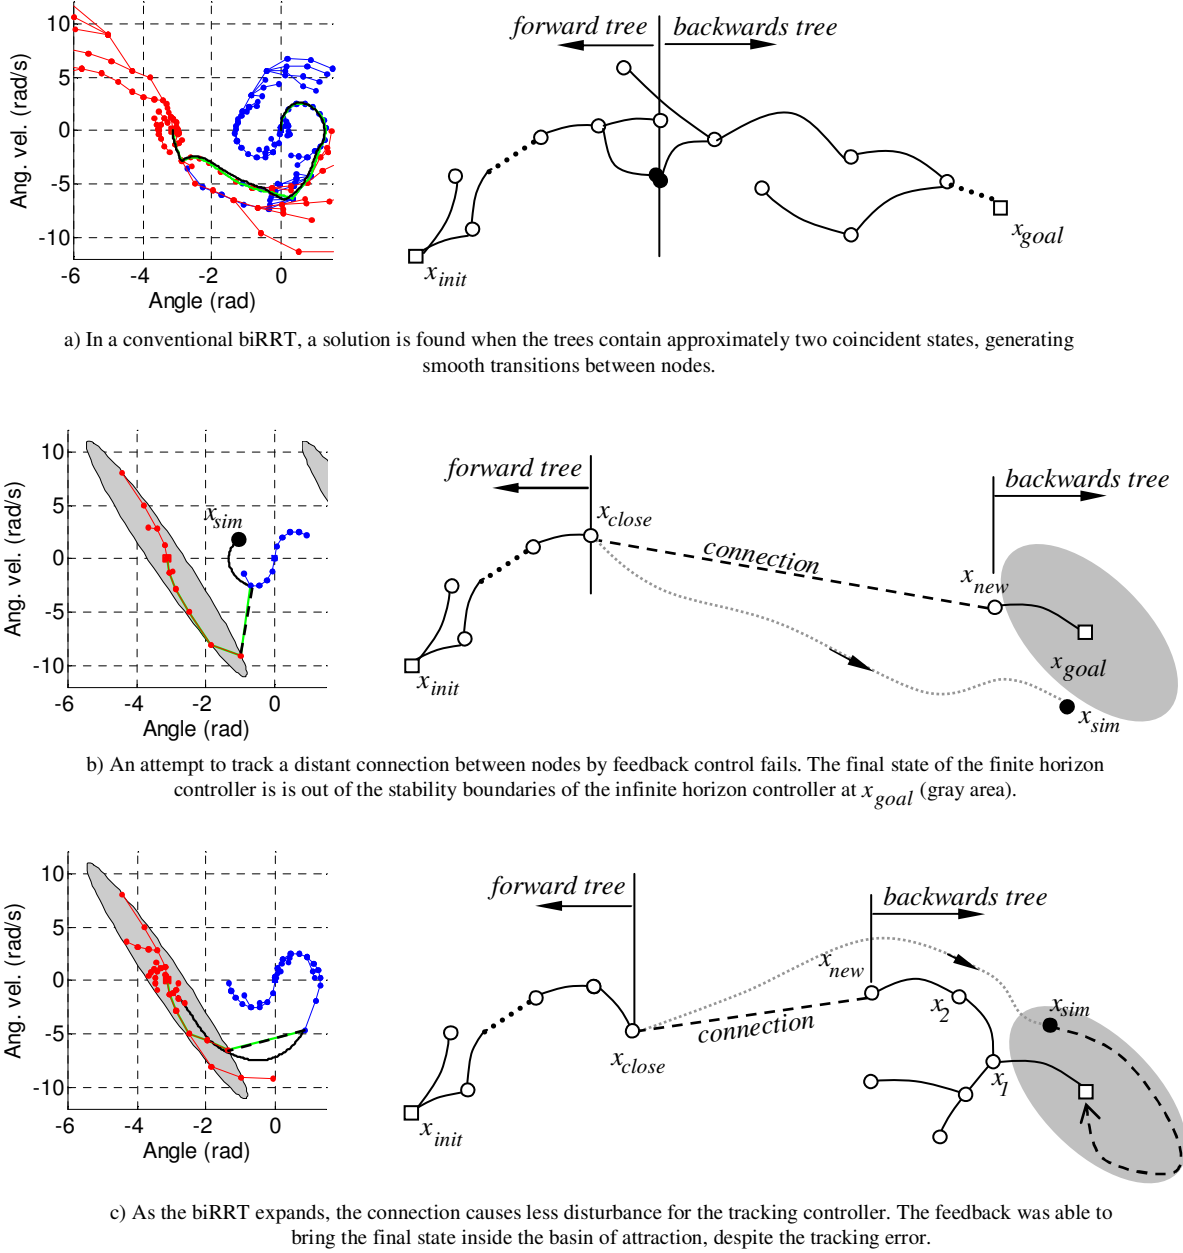 10
5
0
-5
-10
Ang. vel. (rad/s)
-6 -4 -2 0
Angle (rad)
forward tree backwards tree
x_init
x_goal
a) In a conventional biRRT, a solution is found when the trees contain approximately two coincident states, generating
smooth transitions between nodes.
10
5
0
-5
-10
Ang. vel. (rad/s)
-6 -4 -2 0
Angle (rad)
x_sim
forward tree
backwards tree
x_close
connection
x_new
x_goal
x_init
x_sim
b) An attempt to track a distant connection between nodes by feedback control fails. The final state of the finite horizon
controller is is out of the stability boundaries of the infinite horizon controller at x_goal (gray area).
10
5
0
-5
-10
Ang. vel. (rad/s)
-6 -4 -2 0
Angle (rad)
forward tree
backwards tree
x_new
x_2
x_sim
connection
x_close
x_1
x_init
c) As the biRRT expands, the connection causes less disturbance for the tracking controller. The feedback was able to
bring the final state inside the basin of attraction, despite the tracking error.